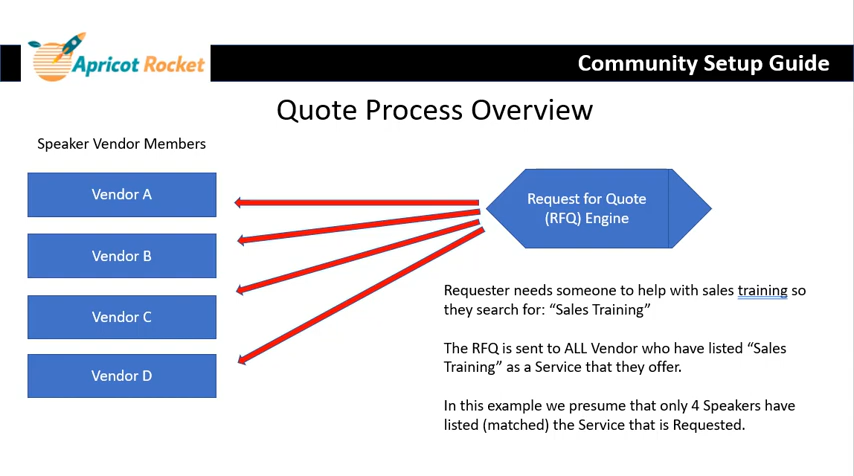 Apricot Rocket
Community Setup Guide
Quote Process Overview
Speaker Vendor Members
Vendor A
Vendor B
Vendor C
Vendor D
Request for Quote
(RFQ) Engine
Requester needs someone to help with sales training so
they search for: “Sales Training”
The RFQ is sent to ALL Vendor who have listed “Sales
Training” as a Service that they offer.
In this example we presume that only 4 Speakers have
listed (matched) the Service that is Requested.